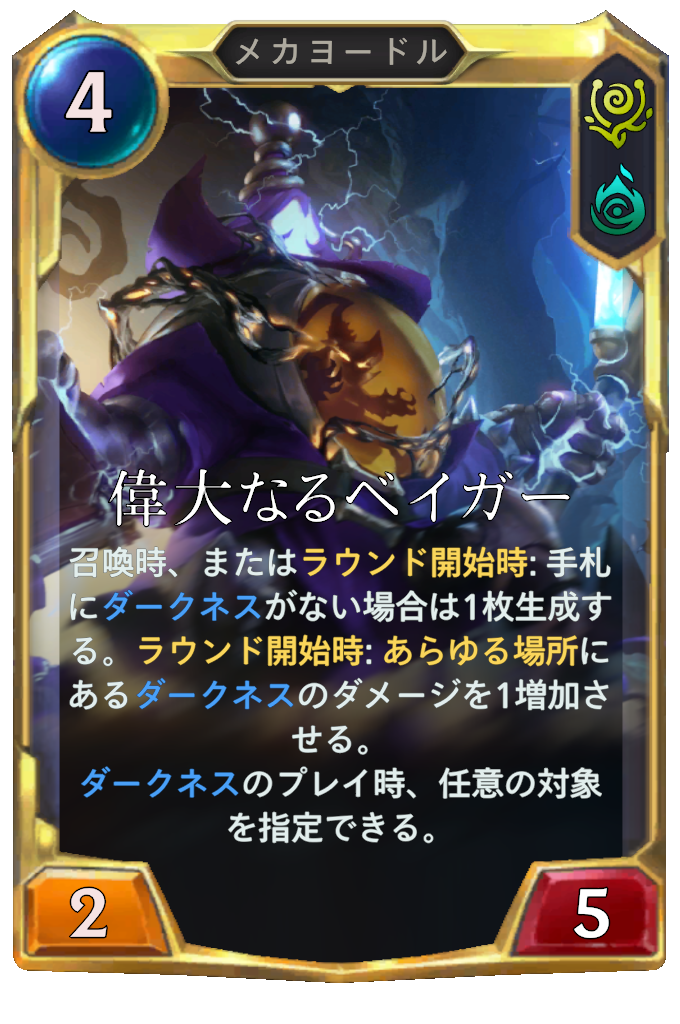 メカヨードル
4
偉大なるベイガー
召喚時、またはラウンド開始時: 手札
にダークネスがない場合は1枚生成す
る。ラウンド開始時: あらゆる場所に
あるダークネスのダメージを1増加さ
せる。
ダークネスのプレイ時、任意の対象
を指定できる。
2
5